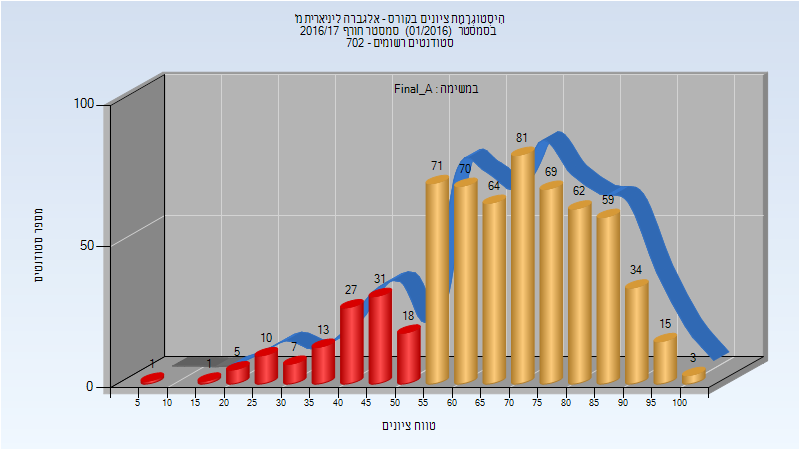 היסטוגרמת ציונים בקורס - אלגברה ליניארית מ'
בסמסטר (01/2016) סמסטר חורף 2016/17
סטודנטים רשומים - 702
במשימה : Final_A
100
50
0
מספר סטודנטים
1 1 5 10 7 13 27 31 18 71 70 64 81 69 62 59 34 15 3
5 10 15 20 25 30 35 40 45 50 55 60 65 70 75 80 85 90 95 100
טווח ציונים